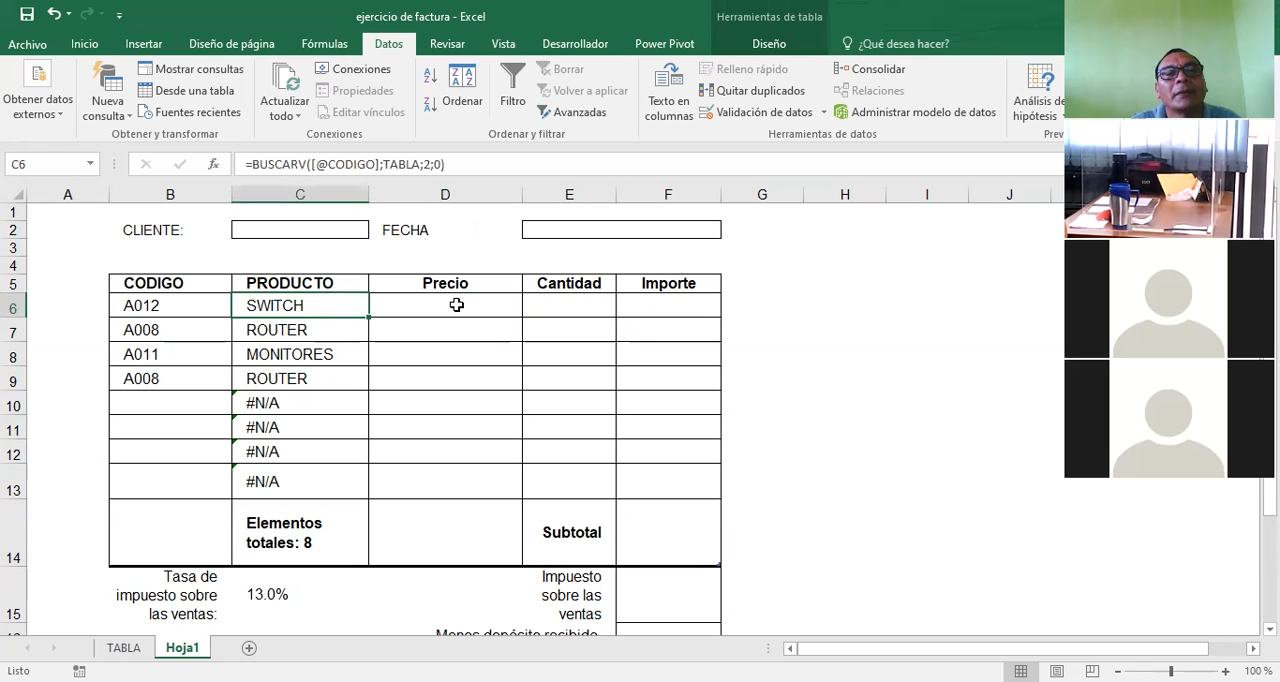 ejercicio de factura - Excel
Herramientas de tabla
Archivo Inicio Insertar Diseño de página Fórmulas Datos Revisar Vista Desarrollador Power Pivot Diseño ¿Qué desea hacer?
Obtener datos externos
Nueva consulta
Mostrar consultas
Desde una tabla
Fuentes recientes
Obtener y transformar
Actualizar todo
Conexiones
Propiedades
Editar vínculos
Conexiones
Ordenar
Filtro
Borrar
Volver a aplicar
Avanzadas
Ordenar y filtrar
Texto en columnas
Relleno rápido
Quitar duplicados
Validación de datos
Consolidar
Relaciones
Administrar modelo de datos
Herramientas de datos
Análisis de hipótesis
Prev
C6 fx =BUSCARV([@CODIGO];TABLA;2;0)
A B C D E F G H I J
1
2 CLIENTE: FECHA
3
4
5 CODIGO PRODUCTO Precio Cantidad Importe
6 A012 SWITCH
7 A008 ROUTER
8 A011 MONITORES
9 A008 ROUTER
10 #N/A
11 #N/A
12 #N/A
13 #N/A
14 Elementos totales: 8 Subtotal
15 Tasa de impuesto sobre las ventas: 13.0% Impuesto sobre las ventas
Menos depósito recibido
TABLA Hoja1
Listo 100 %